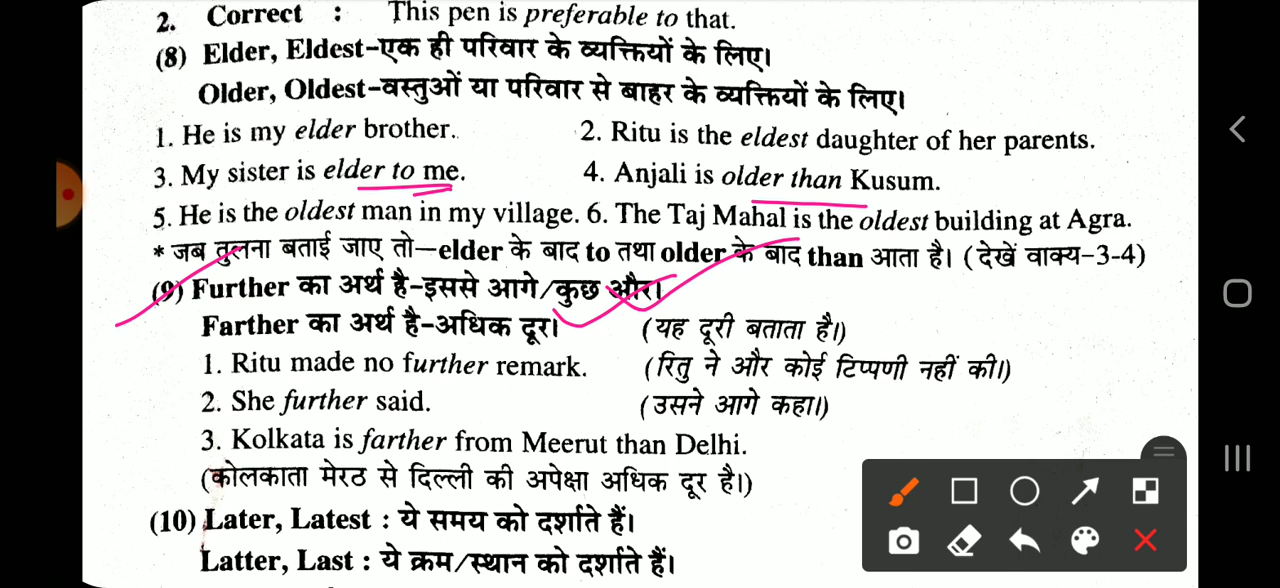 2. Correct : This pen is preferable to that.
(8) Elder, Eldest-एक ही परिवार के व्यक्तियों के लिए।
Older, Oldest-वस्तुओं या परिवार से बाहर के व्यक्तियों के लिए।
1. He is my elder brother. 2. Ritu is the eldest daughter of her parents.
3. My sister is elder to me. 4. Anjali is older than Kusum.
5. He is the oldest man in my village. 6. The Taj Mahal is the oldest building at Agra.
* जब तुलना बताई जाए तो—elder के बाद to तथा older के बाद than आता है। (देखें वाक्य-3-4)
(9) Further का अर्थ है-इससे आगे/कुछ और।
Farther का अर्थ है-अधिक दूर। (यह दूरी बताता है।)
1. Ritu made no further remark. (रितु ने और कोई टिप्पणी नहीं की।)
2. She further said. (उसने आगे कहा।)
3. Kolkata is farther from Meerut than Delhi.
(कोलकाता मेरठ से दिल्ली की अपेक्षा अधिक दूर है।)
(10) Later, Latest : ये समय को दर्शाते हैं।
Latter, Last : ये क्रम/स्थान को दर्शाते हैं।